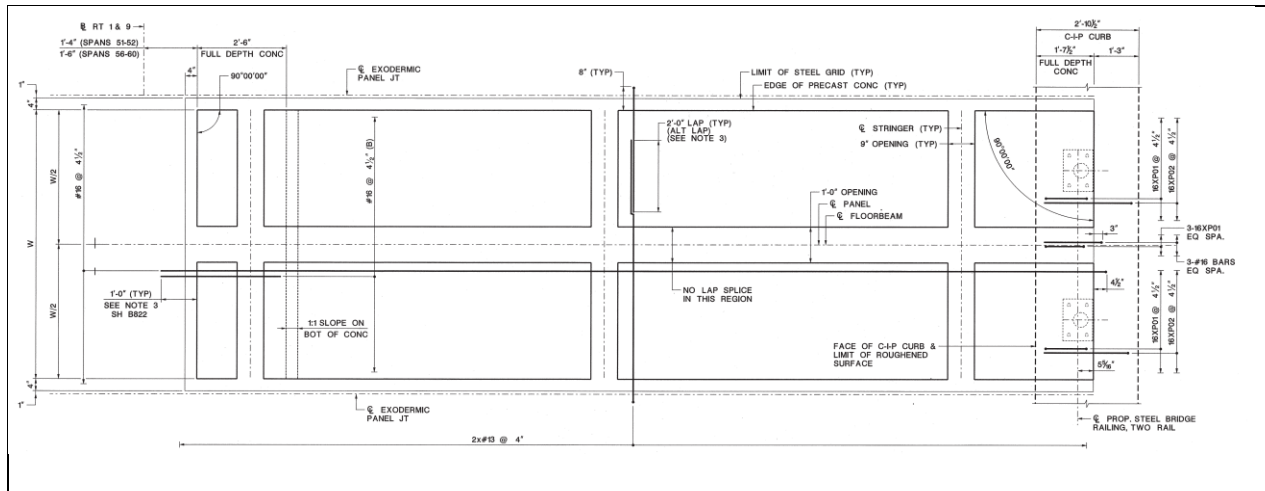 ℄ RT 1 & 9
1'-4" (SPANS 51-52)
1'-6" (SPANS 56-60)
2'-6"
FULL DEPTH CONC
4"
90°00'00"
℄ EXODERMIC
PANEL JT
8" (TYP)
LIMIT OF STEEL GRID (TYP)
EDGE OF PRECAST CONC (TYP)
2'-10½"
C-I-P CURB
1'-7½"
1'-3"
FULL DEPTH
CONC
1"
4"
W/2
W
W/2
4"
1"
#16 @ 4½"
#16 @ 4½" (B)
2'-0" LAP (TYP)
(ALT LAP)
(SEE NOTE 3)
℄ STRINGER (TYP)
9" OPENING (TYP)
90°00'00"
1'-0" OPENING
℄ PANEL
℄ FLOORBEAM
16XP01 @ 4½"
16XP02 @ 4½"
3"
3-16XP01
EQ SPA.
3-#16 BARS
EQ SPA.
4½"
1'-0" (TYP)
SEE NOTE 3
SH B822
1:1 SLOPE ON
BOT OF CONC
NO LAP SPLICE
IN THIS REGION
FACE OF C-I-P CURB &
LIMIT OF ROUGHENED
SURFACE
16XP01 @ 4½"
16XP02 @ 4½"
℄ EXODERMIC
PANEL JT
℄ PROP. STEEL BRIDGE
RAILING, TWO RAIL
2x#13 @ 4"